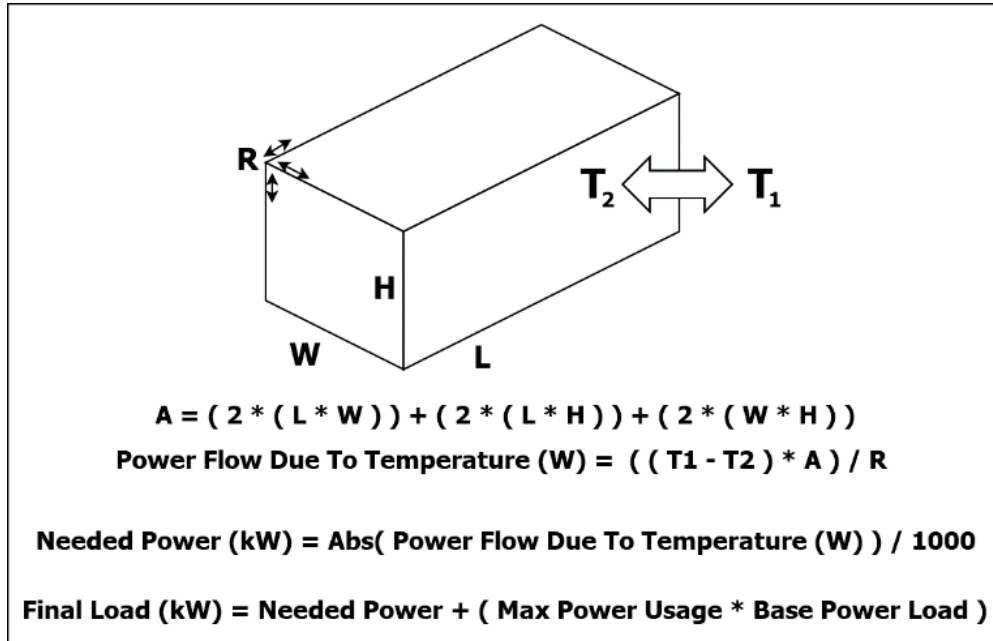 R
T2
T1
H
W
L
A = ( 2 * ( L * W ) ) + ( 2 * ( L * H ) ) + ( 2 * ( W * H ) )
Power Flow Due To Temperature (W) = ( ( T1 - T2 ) * A ) / R
Needed Power (kW) = Abs( Power Flow Due To Temperature (W) ) / 1000
Final Load (kW) = Needed Power + ( Max Power Usage * Base Power Load )